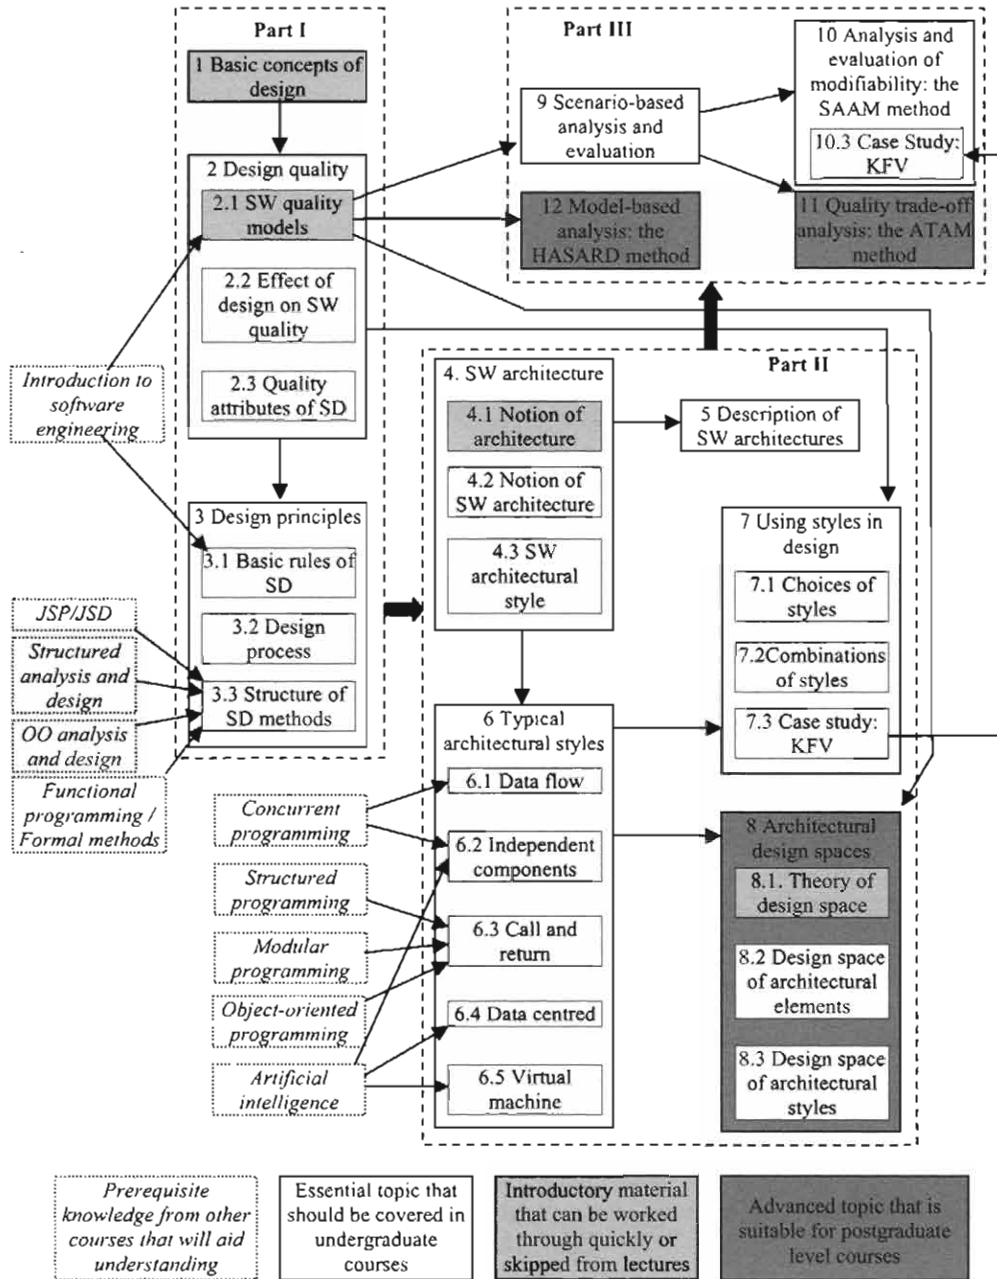 Part I
1 Basic concepts of
design
2 Design quality
2.1 SW quality
models
2.2 Effect of
design on SW
quality
2.3 Quality
attributes of SD
Introduction to
software
engineering
3 Design principles
3.1 Basic rules of
SD
3.2 Design
process
3.3 Structure of
SD methods
JSP/JSD
Structured
analysis and
design
OO analysis
and design
Functional
programming /
Formal methods
Part III
9 Scenario-based
analysis and
evaluation
10 Analysis and
evaluation of
modifiability: the
SAAM method
10.3 Case Study:
KFV
12 Model-based
analysis: the
HASARD method
11 Quality trade-off
analysis: the ATAM
method
Part II
4. SW architecture
4.1 Notion of
architecture
4.2 Notion of
SW architecture
4.3 SW
architectural
style
5 Description of
SW architectures
6 Typical
architectural styles
6.1 Data flow
6.2 Independent
components
6.3 Call and
return
6.4 Data centred
6.5 Virtual
machine
Concurrent
programming
Structured
programming
Modular
programming
Object-oriented
programming
Artificial
intelligence
7 Using styles in
design
7.1 Choices of
styles
7.2Combinations
of styles
7.3 Case study:
KFV
8 Architectural
design spaces
8.1. Theory of
design space
8.2 Design space
of architectural
elements
8.3 Design space
of architectural
styles
Prerequisite
knowledge from other
courses that will aid
understanding
Essential topic that
should be covered in
undergraduate
courses
Introductory material
that can be worked
through quickly or
skipped from lectures
Advanced topic that is
suitable for postgraduate
level courses